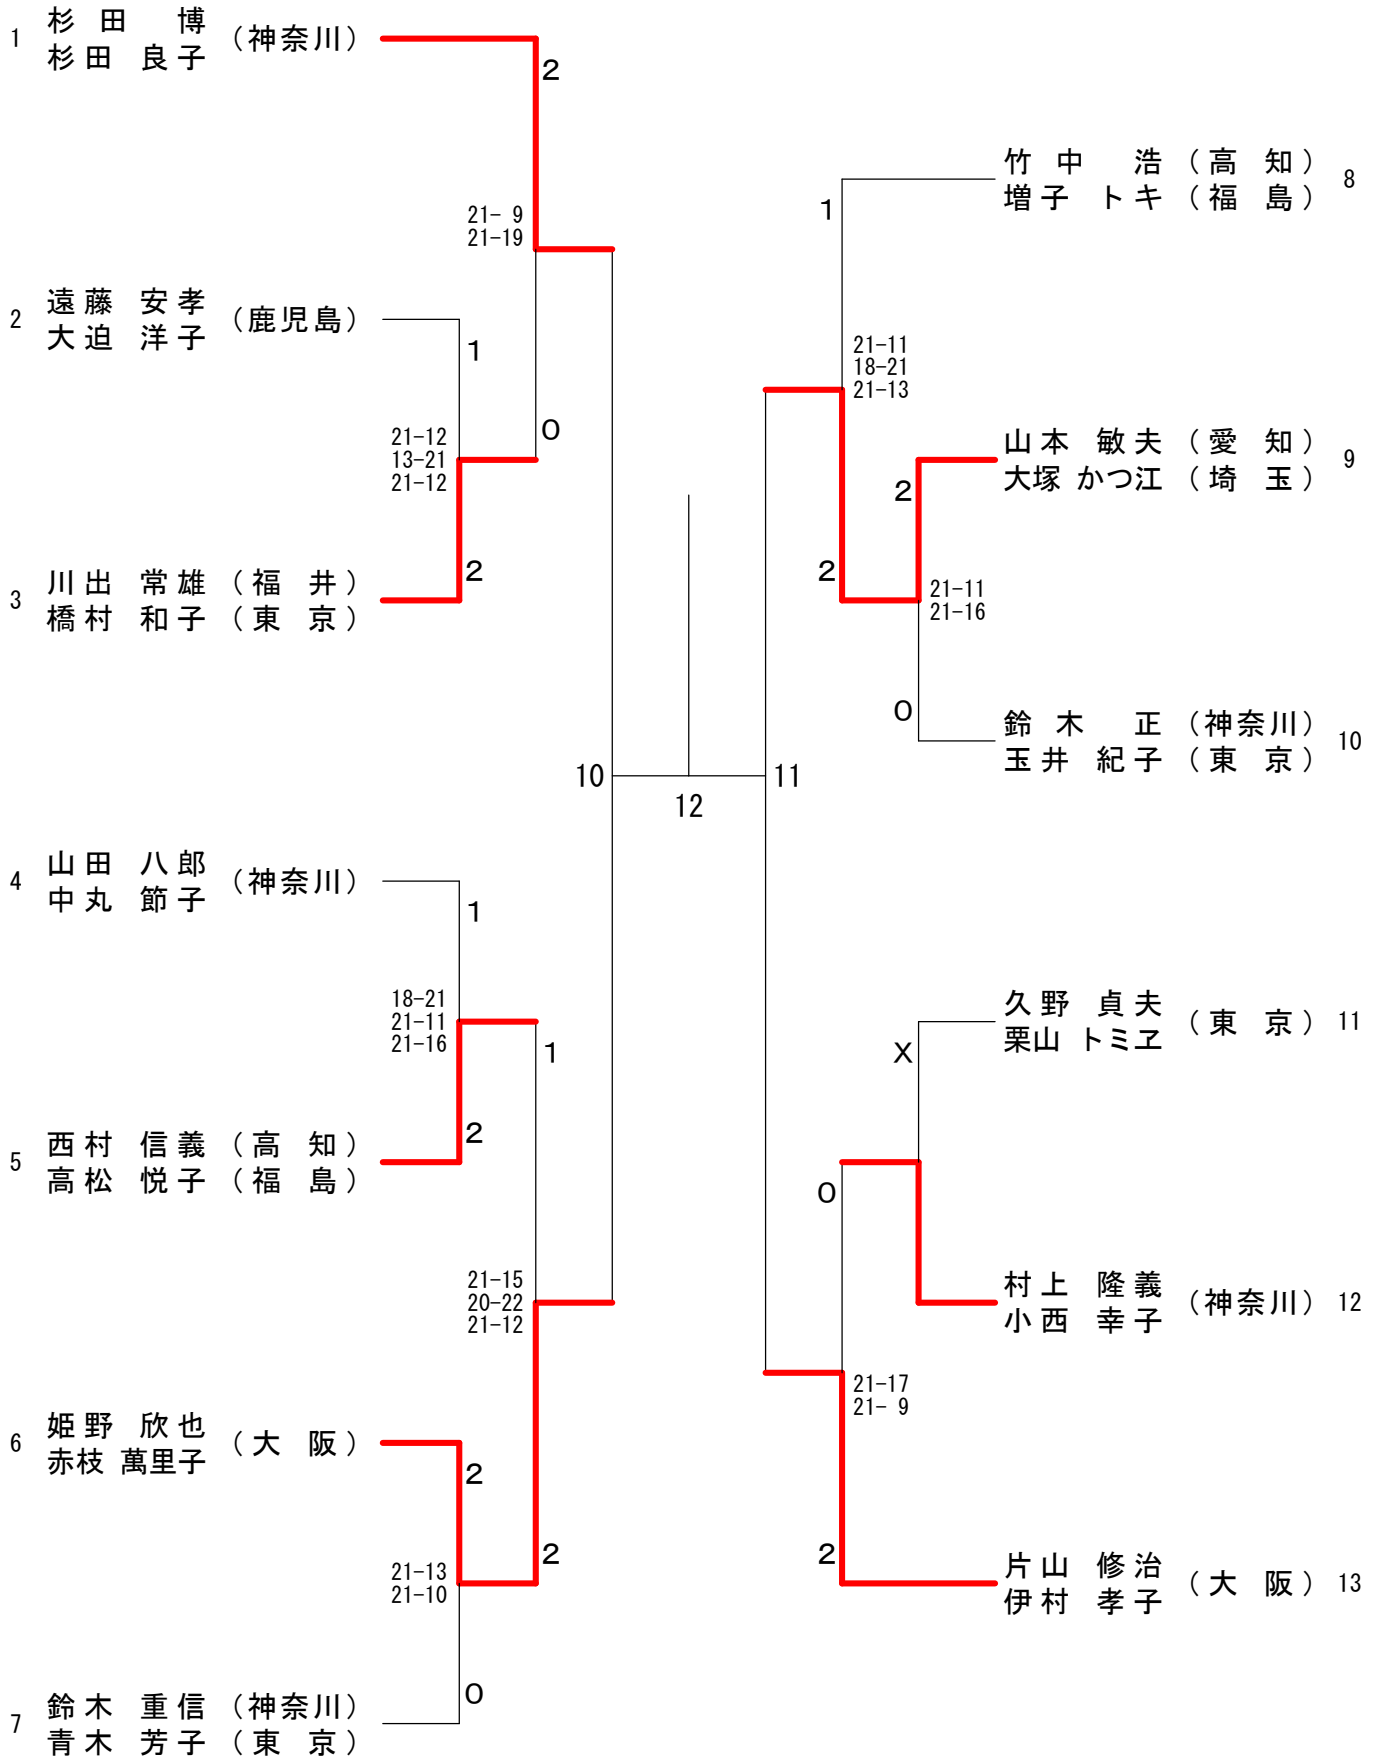 1 杉田 博 (神奈川)
杉田 良子
2
21- 9
21-19
2 遠藤 安孝 (鹿児島)
大迫 洋子
1
0
21-12
13-21
21-12
3 川出 常雄 (福井)
橋村 和子 (東京)
2
4 山田 八郎 (神奈川)
中丸 節子
1
18-21
21-11
21-16
1
5 西村 信義 (高知)
高松 悦子 (福島)
2
21-15
20-22
21-12
6 姫野 欣也 (大阪)
赤枝 萬里子
2
21-13
21-10
2
7 鈴木 重信 (神奈川)
青木 芳子 (東京)
0
10
12
11
竹中 浩 (高知) 8
増子 トキ (福島)
1
21-11
18-21
21-13
山本 敏夫 (愛知) 9
大塚 かつ江 (埼玉)
2
2
21-11
21-16
0
鈴木 正 (神奈川) 10
玉井 紀子 (東京)
久野 貞夫 (東京) 11
栗山 トミヱ
X
0
村上 隆義 (神奈川) 12
小西 幸子
21-17
21- 9
2
片山 修治 (大阪) 13
伊村 孝子